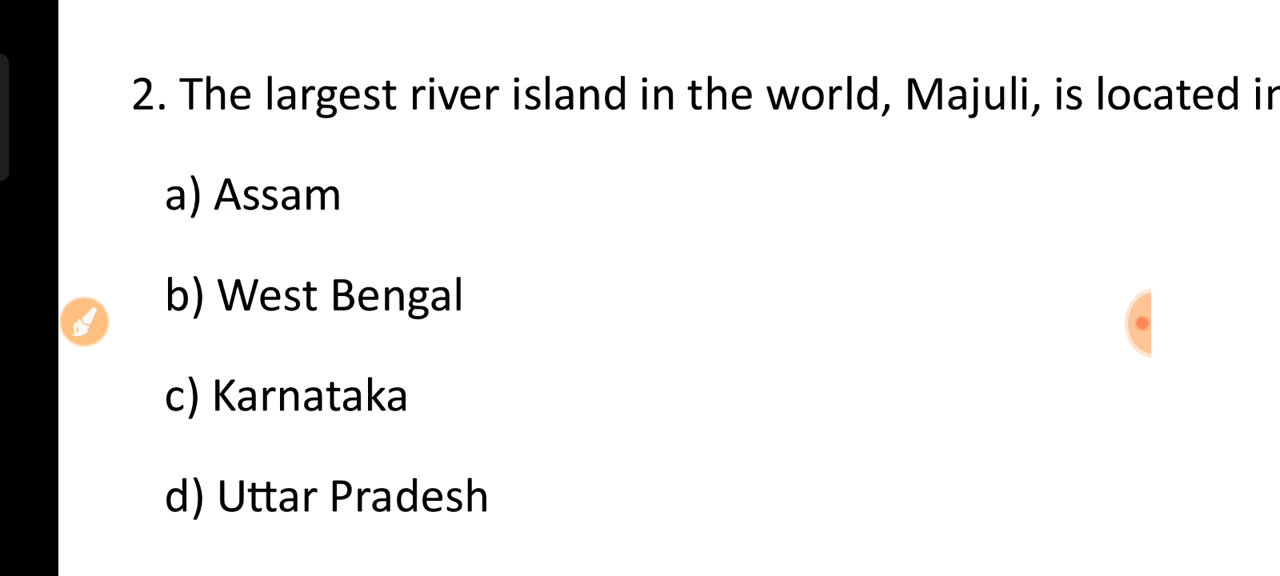 2. The largest river island in the world, Majuli, is located
a) Assam
b) West Bengal
c) Karnataka
d) Uttar Pradesh